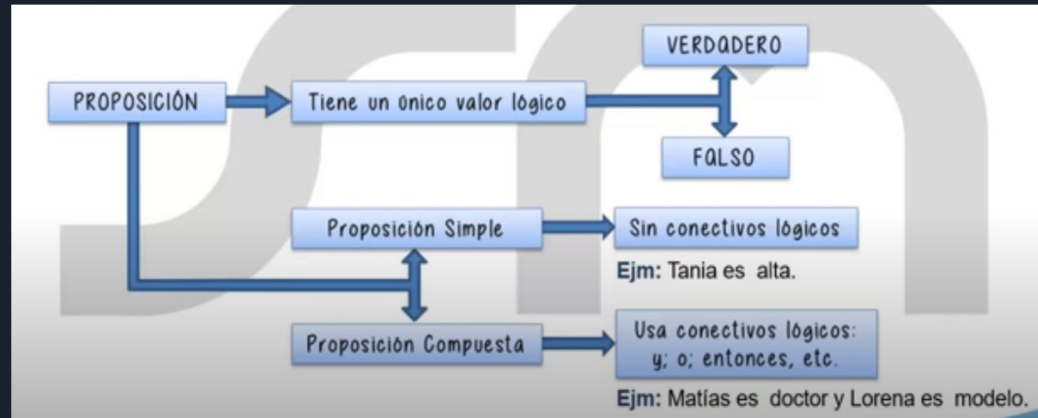 VERDADERO
PROPOSICIÓN
Tiene un único valor lógico
FALSO
Proposición Simple
Sin conectivos lógicos
Ejm: Tania es alta.
Proposición Compuesta
Usa conectivos lógicos:
y; o; entonces, etc.
Ejm: Matías es doctor y Lorena es modelo.